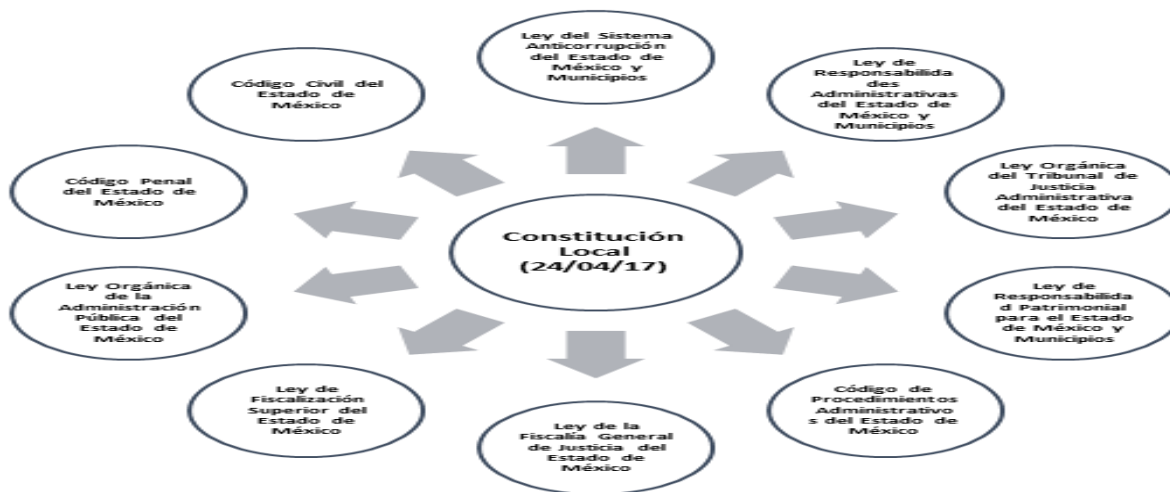 Ley del Sistema
Anticorrupción
del Estado de
México y
Municipios
Ley de
Responsabilida
des
Administrativas
del Estado de
México y
Municipios
Ley Orgánica
del Tribunal de
Justicia
Administrativa
del Estado de
México
Ley de
Responsabilida
d Patrimonial
para el Estado
de México y
Municipios
Código de
Procedimientos
Administrativo
s del Estado de
México
Ley de la
Fiscalía General
de Justicia del
Estado de
México
Ley de
Fiscalización
Superior del
Estado de
México
Ley Orgánica
de la
Administración
Pública del
Estado de
México
Código Penal
del Estado de
México
Código Civil del
Estado de
México
Constitución
Local
(24/04/17)